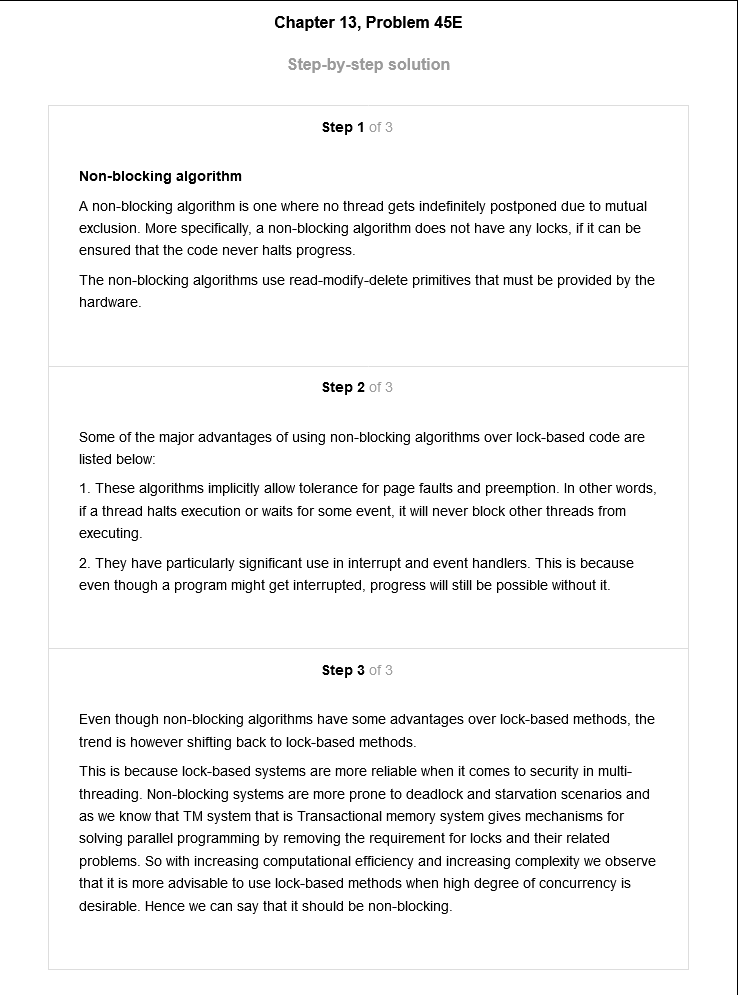 Chapter 13, Problem 45E
Step-by-step solution
Step 1 of 3
Non-blocking algorithm
A non-blocking algorithm is one where no thread gets indefinitely postponed due to mutual
exclusion. More specifically, a non-blocking algorithm does not have any locks, if it can be
ensured that the code never halts progress.
The non-blocking algorithms use read-modify-delete primitives that must be provided by the
hardware.
Step 2 of 3
Some of the major advantages of using non-blocking algorithms over lock-based code are
listed below:
1. These algorithms implicitly allow tolerance for page faults and preemption. In other words,
if a thread halts execution or waits for some event, it will never block other threads from
executing.
2. They have particularly significant use in interrupt and event handlers. This is because
even though a program might get interrupted, progress will still be possible without it.
Step 3 of 3
Even though non-blocking algorithms have some advantages over lock-based methods, the
trend is however shifting back to lock-based methods.
This is because lock-based systems are more reliable when it comes to security in multi-
threading. Non-blocking systems are more prone to deadlock and starvation scenarios and
as we know that TM system that is Transactional memory system gives mechanisms for
solving parallel programming by removing the requirement for locks and their related
problems. So with increasing computational efficiency and increasing complexity we observe
that it is more advisable to use lock-based methods when high degree of concurrency is
desirable. Hence we can say that it should be non-blocking.